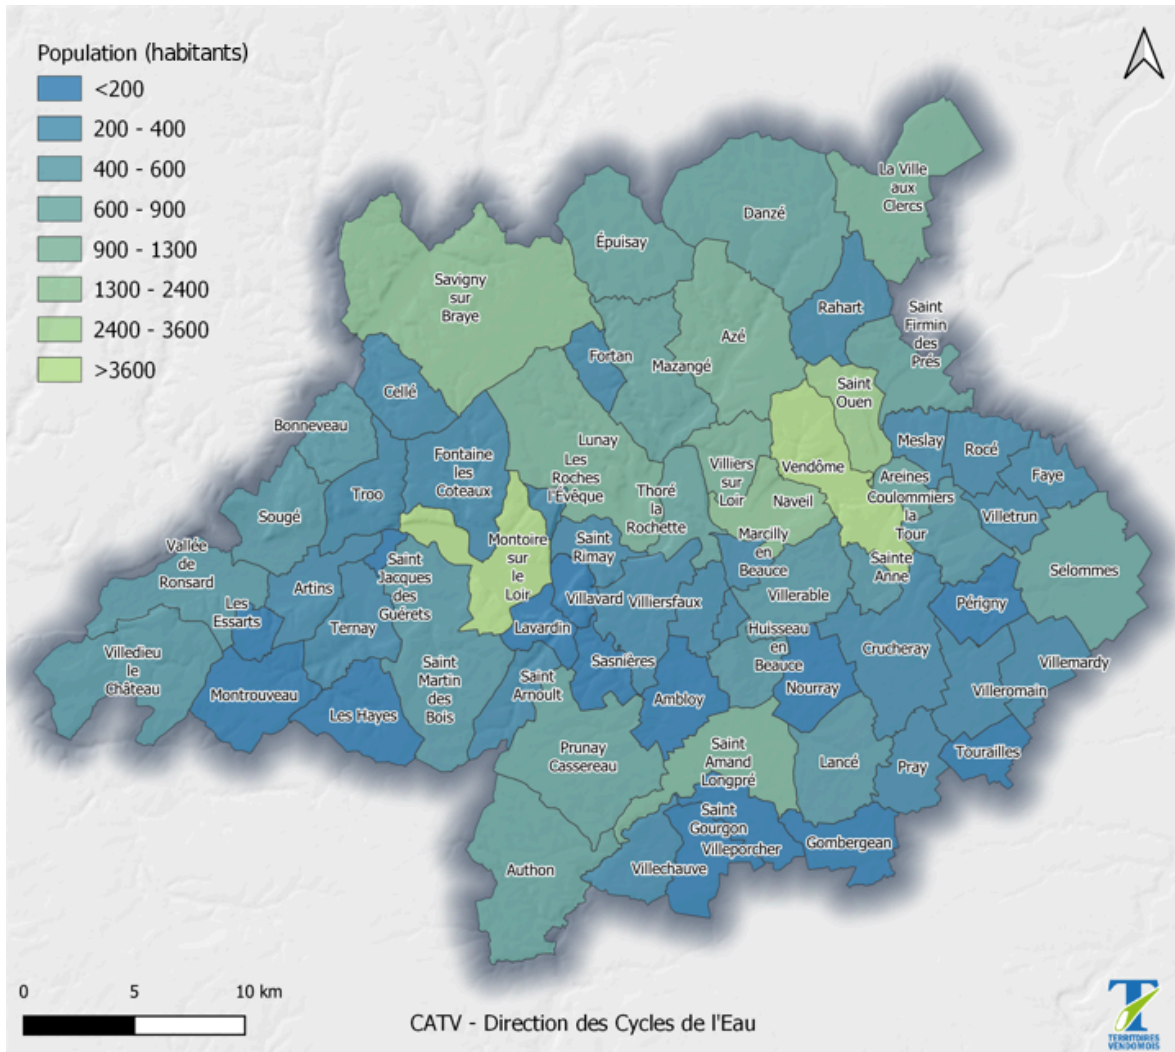 Population (habitants)
<200
200 - 400
400 - 600
600 - 900
900 - 1300
1300 - 2400
2400 - 3600
>3600
La Ville
aux
Clercs
Danzé
Épuisay
Savigny
sur
Braye
Rahart
Saint
Firmin
des
Prés
Azé
Fortan
Mazangé
Cellé
Saint
Ouen
Bonneveau
Fontaine
les
Coteaux
Lunay
Les
Roches
l'Évêque
Villiers
sur
Loir
Vendôme
Meslay
Rocé
Faye
Troo
Thoré
la
Rochette
Naveil
Areines
Coulommiers
la
Tour
Villetrun
Sougé
Montoire
sur
le
Loir
Saint
Rimay
Marcilly
en
Beauce
Sainte
Anne
Selommes
Vallée
de
Ronsard
Saint
Jacques
des
Guérets
Artins
Les
Essarts
Ternay
Villavard
Villiersfaux
Villerable
Périgny
Lavardin
Huisseau
en
Beauce
Crucheray
Villedieu
le
Château
Montrouveau
Les Hayes
Saint
Martin
des
Bois
Saint
Arnoult
Sasnières
Ambloy
Nourray
Villemardy
Villeromain
Prunay
Cassereau
Saint
Amand
Longpré
Lancé
Pray
Tourailles
Saint
Gourgon
Villeporcher
Gombergean
Authon
Villechauve
0 5 10 km
CATV - Direction des Cycles de l'Eau
TERRITOIRES
VENDOMOIS